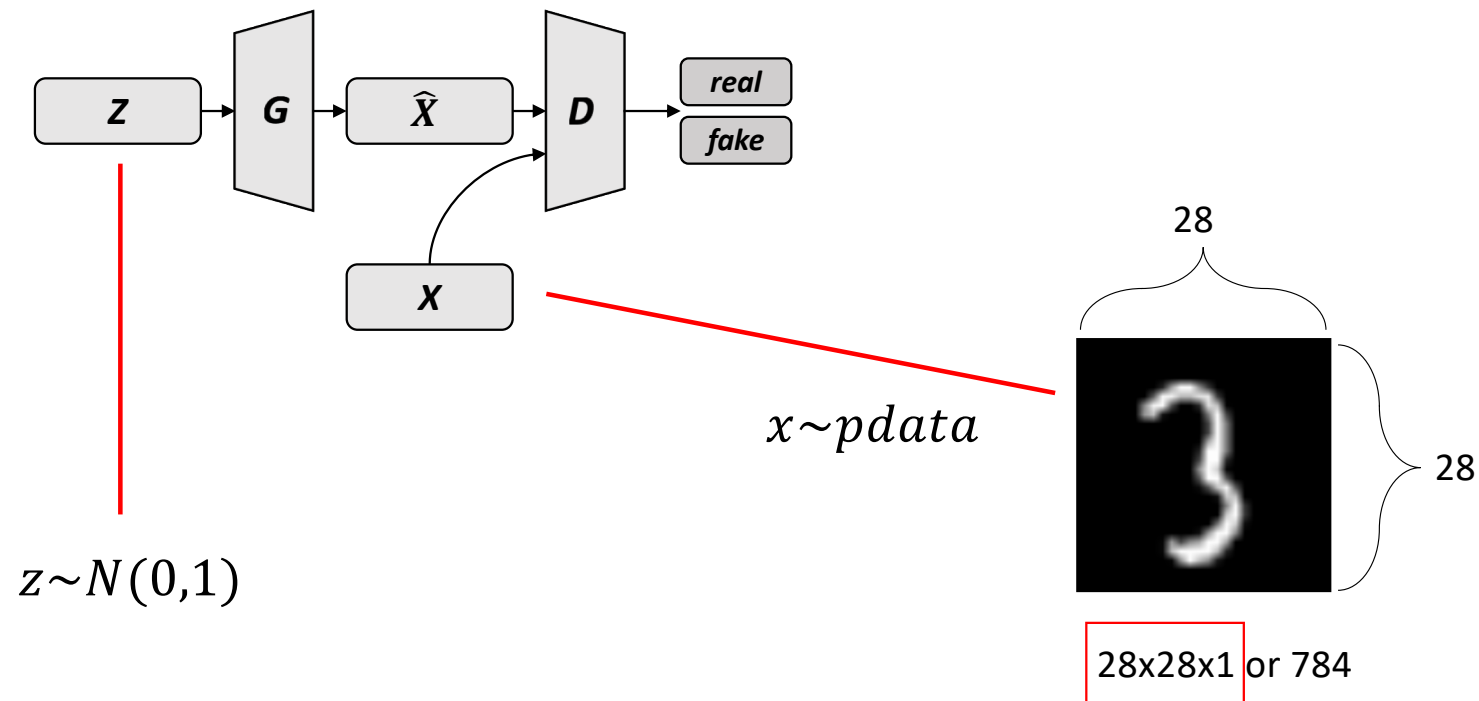 Z
G
X̂
D
real
fake
X
28
28
x~pdata
z~N(0,1)
28x28x1 or 784